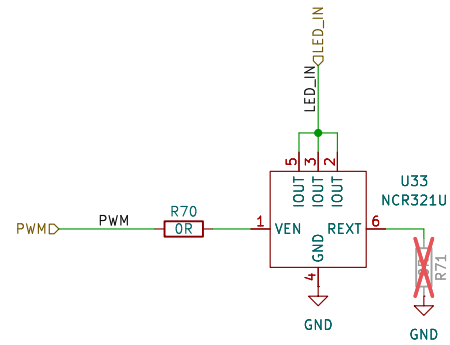 LED_IN
LED_IN
5
3
2
IOUT
IOUT
IOUT
U33
NCR321U
R70
PWM
PWM
0R
1
VEN
REXT
6
GND
4
R71
GND
GND